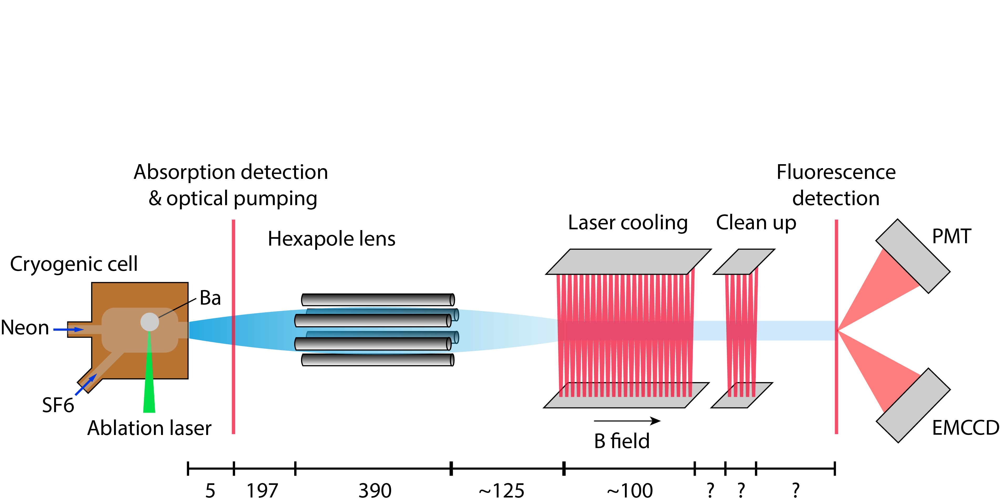 Absorption detection
& optical pumping
Fluorescence
detection
Hexapole lens
Laser cooling
Clean up
PMT
Cryogenic cell
Ba
Neon
SF6
Ablation laser
B field
EMCCD
5
197
390
~125
~100
?
?
?